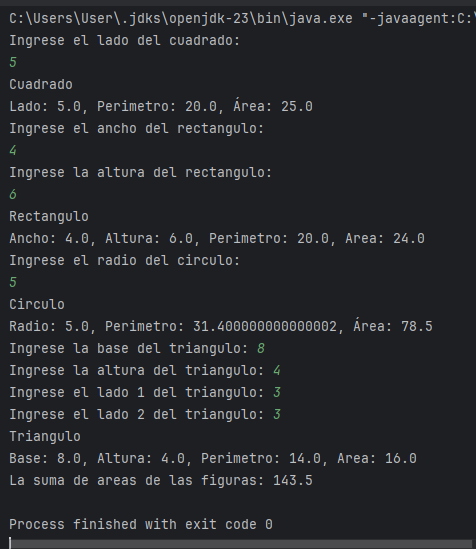 C:\Users\User\.jdks\openjdk-23\bin\java.exe "-javaagent:C:\
Ingrese el lado del cuadrado:
5
Cuadrado
Lado: 5.0, Perimetro: 20.0, Área: 25.0
Ingrese el ancho del rectangulo:
4
Ingrese la altura del rectangulo:
6
Rectangulo
Ancho: 4.0, Altura: 6.0, Perimetro: 20.0, Area: 24.0
Ingrese el radio del circulo:
5
Circulo
Radio: 5.0, Perimetro: 31.400000000000002, Área: 78.5
Ingrese la base del triangulo: 8
Ingrese la altura del triangulo: 4
Ingrese el lado 1 del triangulo: 3
Ingrese el lado 2 del triangulo: 3
Triangulo
Base: 8.0, Altura: 4.0, Perimetro: 14.0, Area: 16.0
La suma de areas de las figuras: 143.5
Process finished with exit code 0